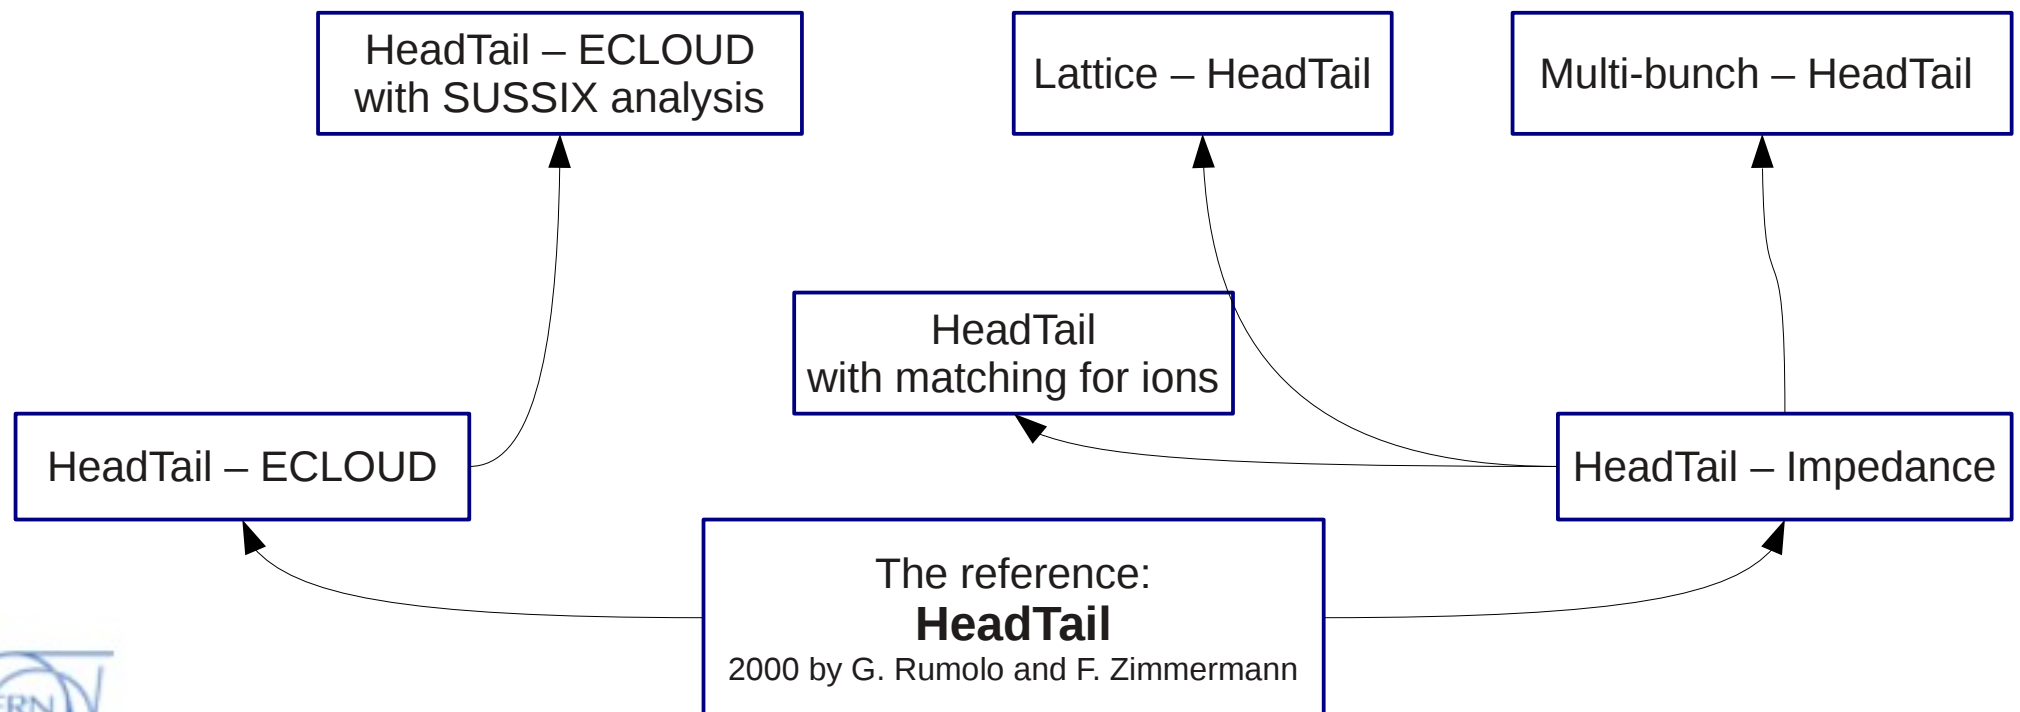 HeadTail – ECLOUD
with SUSSIX analysis
Lattice – HeadTail
Multi-bunch – HeadTail
HeadTail
with matching for ions
HeadTail – ECLOUD
HeadTail – Impedance
The reference:
HeadTail
2000 by G. Rumolo and F. Zimmermann